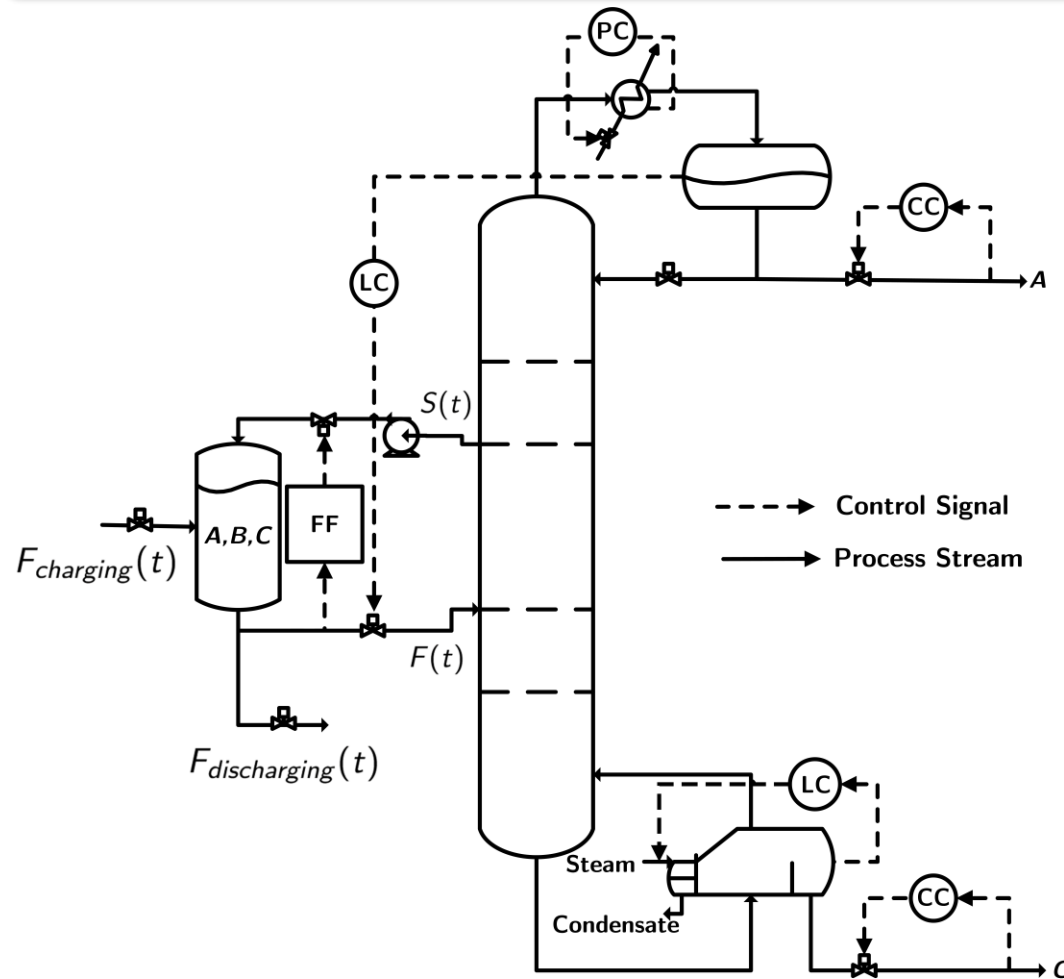 PC
CC
LC
A
S(t)
A,B,C
FF
Control Signal
Process Stream
F_charging(t)
F(t)
F_discharging(t)
LC
Steam
CC
Condensate
C